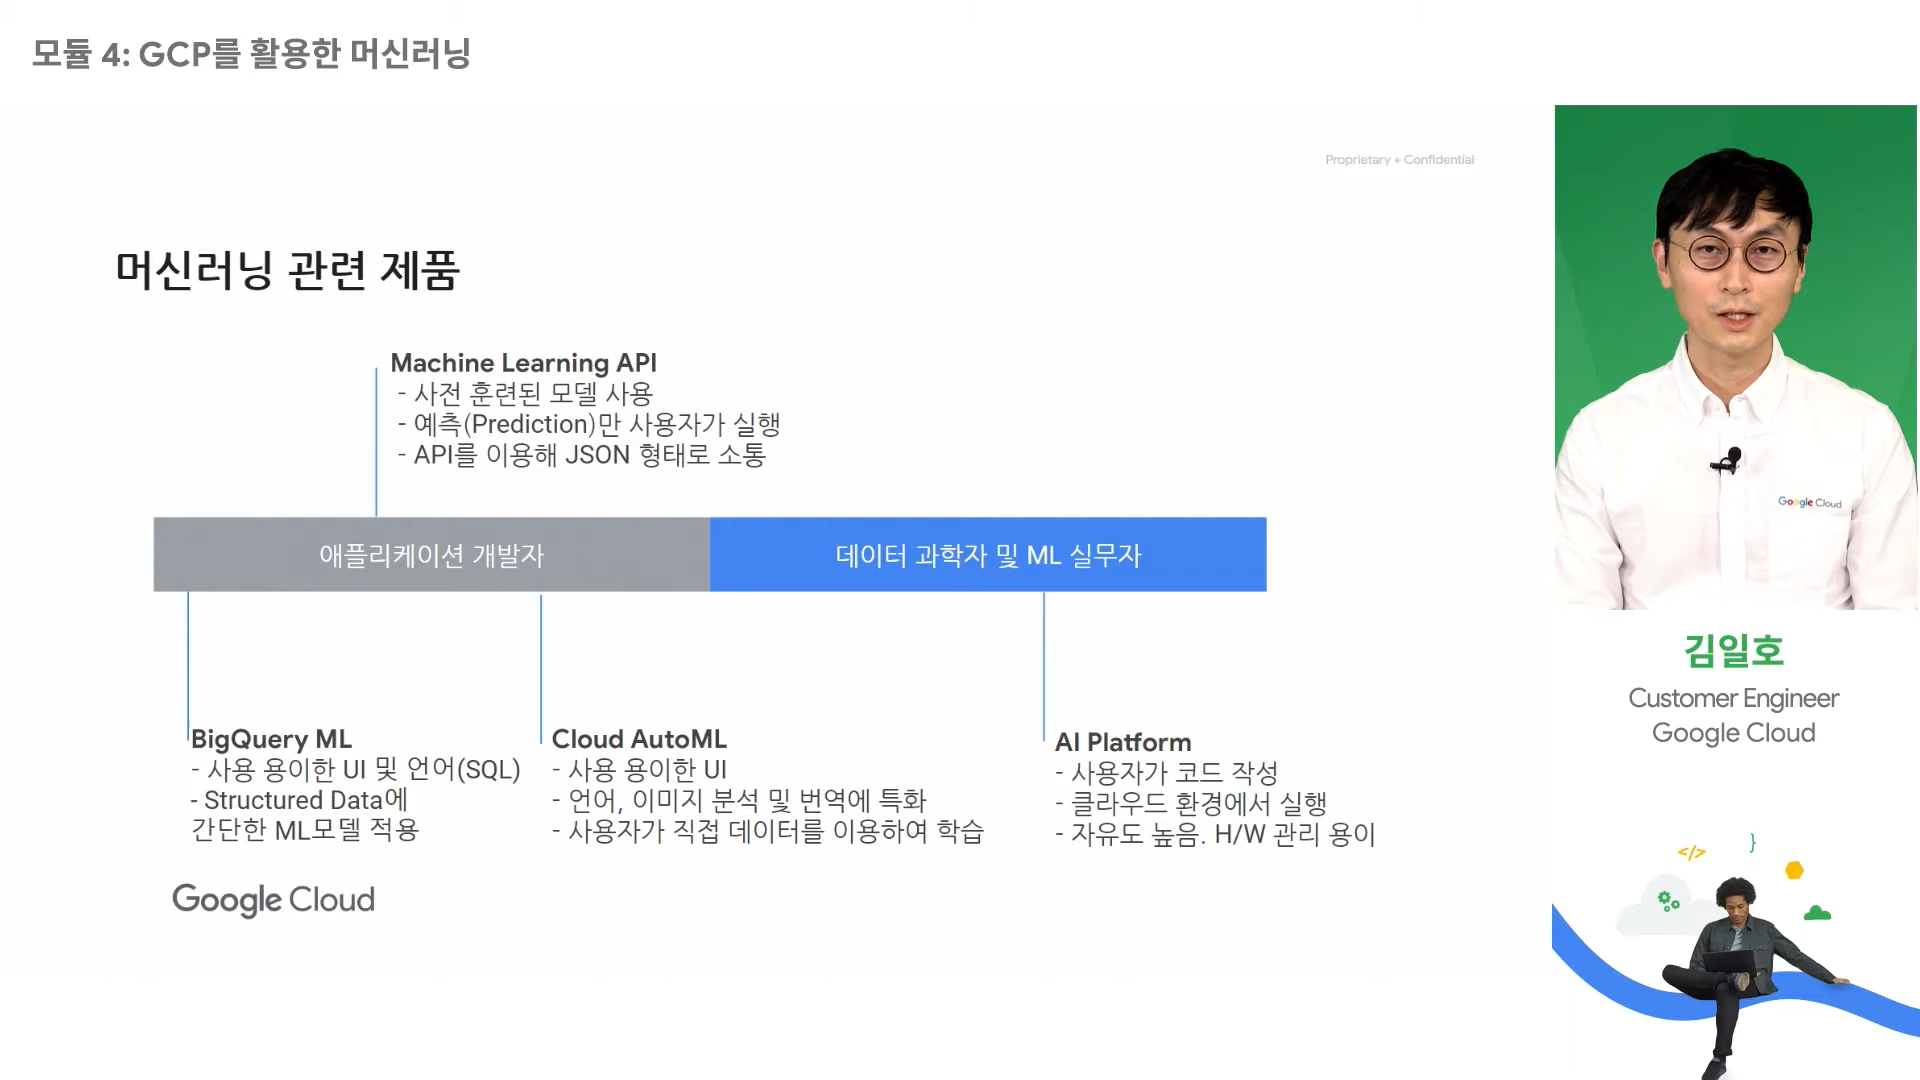 모듈 4: GCP를 활용한 머신러닝
Proprietary + Confidential
머신러닝 관련 제품
Machine Learning API
- 사전 훈련된 모델 사용
- 예측(Prediction)만 사용자가 실행
- API를 이용해 JSON 형태로 소통
애플리케이션 개발자
데이터 과학자 및 ML 실무자
BigQuery ML
- 사용 용이한 UI 및 언어(SQL)
- Structured Data에
간단한 ML모델 적용
Cloud AutoML
- 사용 용이한 UI
- 언어, 이미지 분석 및 번역에 특화
- 사용자가 직접 데이터를 이용하여 학습
AI Platform
- 사용자가 코드 작성
- 클라우드 환경에서 실행
- 자유도 높음. H/W 관리 용이
Google Cloud
Google Cloud
김일호
Customer Engineer
Google Cloud
</>
}